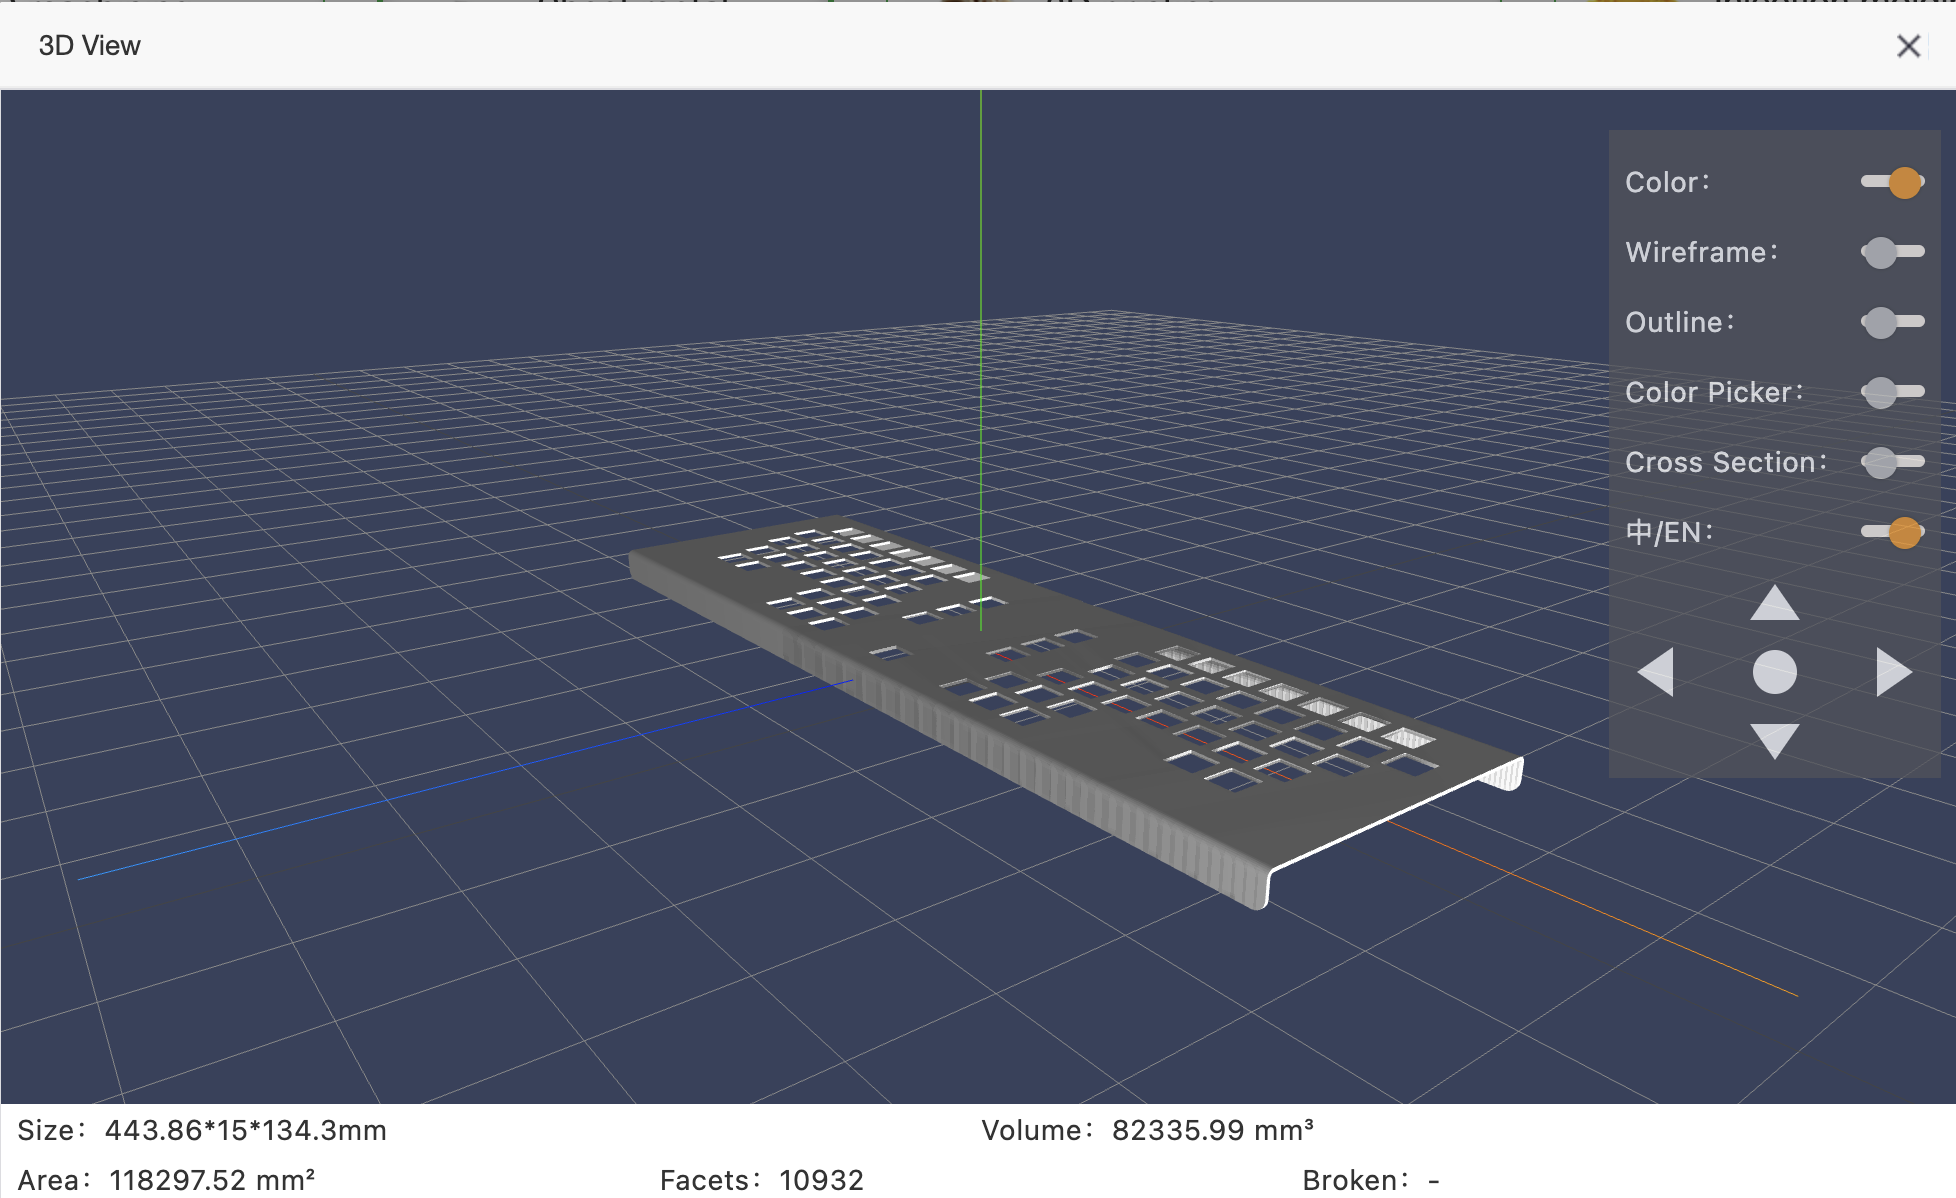 3D View
Color:
Wireframe:
Outline:
Color Picker:
Cross Section:
中/EN:
Size: 443.86*15*134.3mm
Volume: 82335.99 mm³
Area: 118297.52 mm²
Facets: 10932
Broken: -